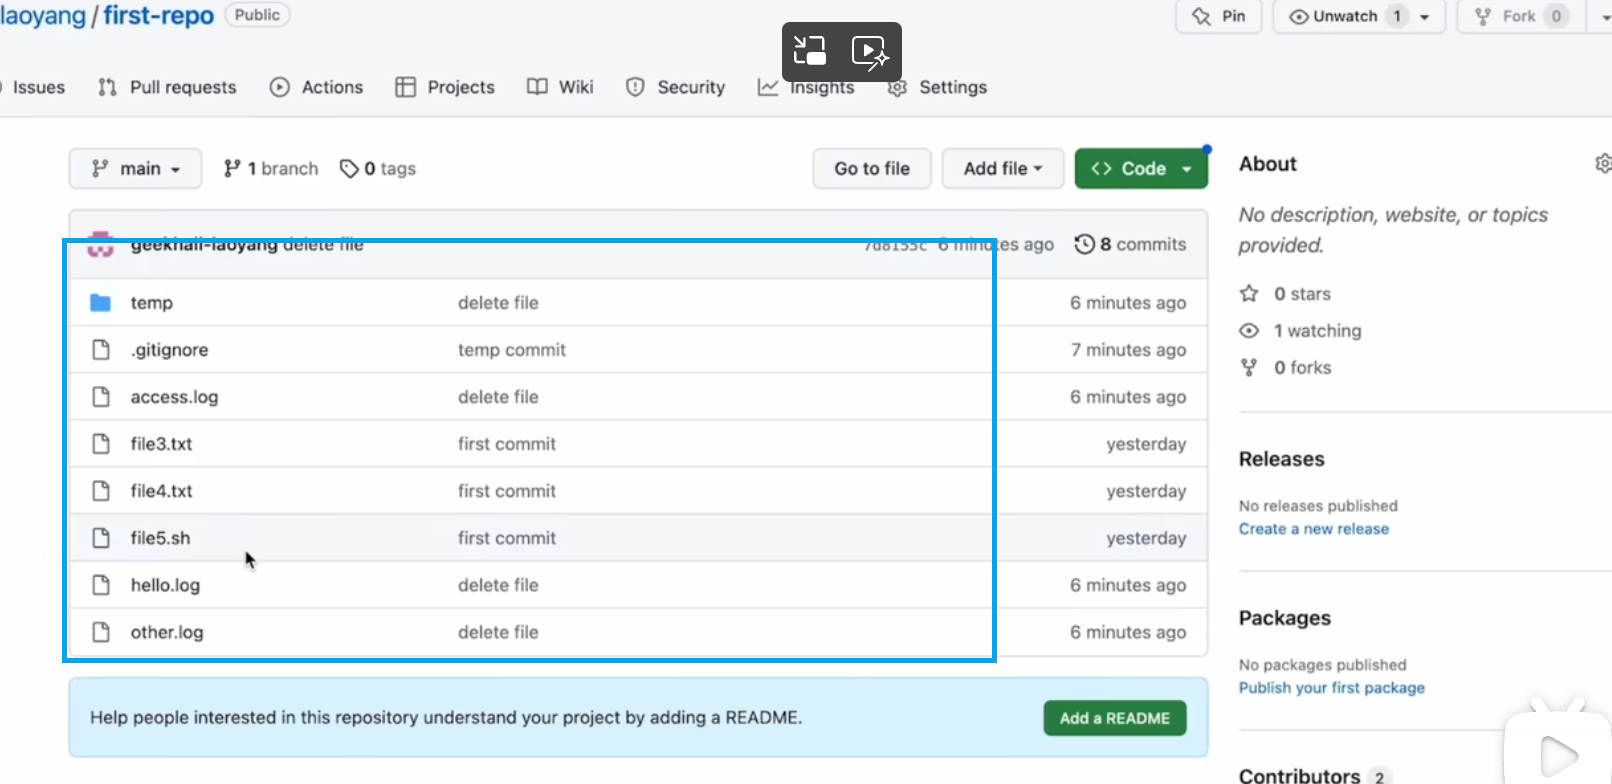 laoyang / first-repo Public
Pin Unwatch 1 Fork 0
Issues Pull requests Actions Projects Wiki Security Insights Settings
main 1 branch 0 tags Go to file Add file Code
geekhall-laoyang delete file 7d8155c 6 minutes ago 8 commits
temp delete file 6 minutes ago
.gitignore temp commit 7 minutes ago
access.log delete file 6 minutes ago
file3.txt first commit yesterday
file4.txt first commit yesterday
file5.sh first commit yesterday
hello.log delete file 6 minutes ago
other.log delete file 6 minutes ago
Help people interested in this repository understand your project by adding a README. Add a README
About
No description, website, or topics
provided.
0 stars
1 watching
0 forks
Releases
No releases published
Create a new release
Packages
No packages published
Publish your first package
Contributors 2